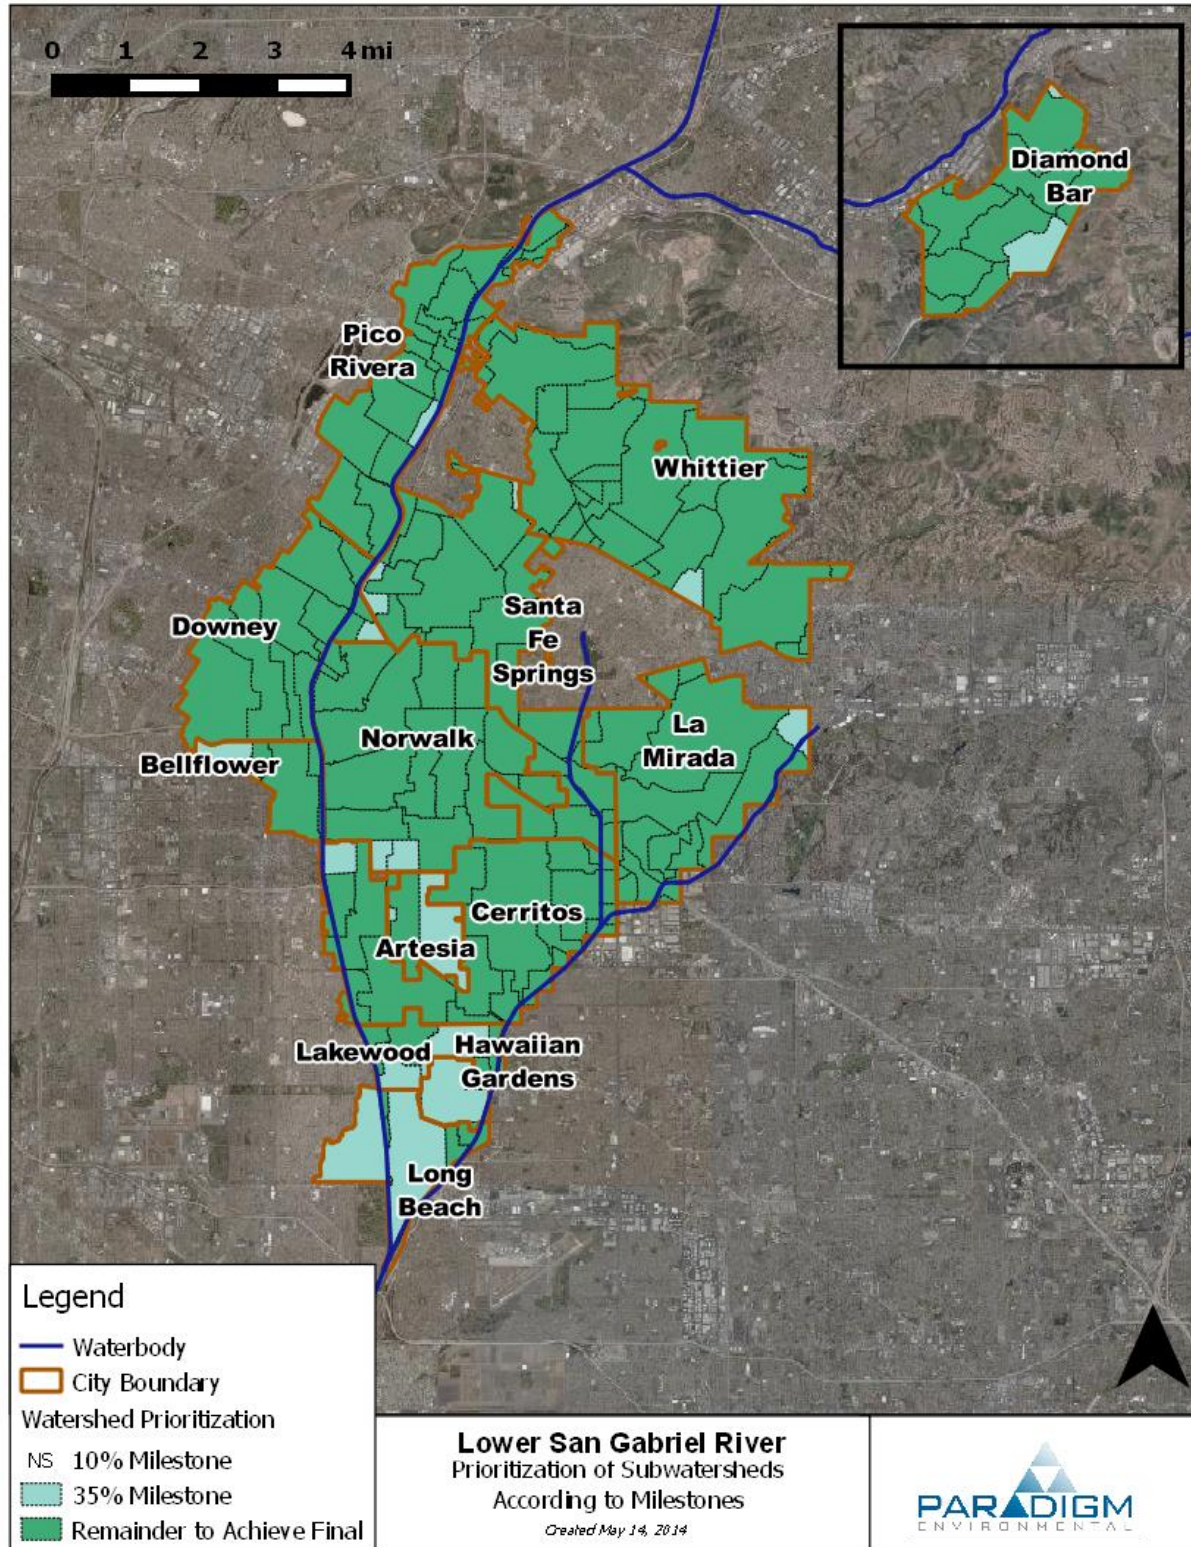 0 1 2 3 4 mi
Diamond
Bar
Pico
Rivera
Whittier
Santa
Fe
Springs
Downey
La
Mirada
Norwalk
Bellflower
Cerritos
Artesia
Lakewood
Hawaiian
Gardens
Long
Beach
Legend
Waterbody
City Boundary
Watershed Prioritization
NS 10% Milestone
35% Milestone
Remainder to Achieve Final
Lower San Gabriel River
Prioritization of Subwatersheds
According to Milestones
Created May 14, 2014
PARADIGM
ENVIRONMENTAL